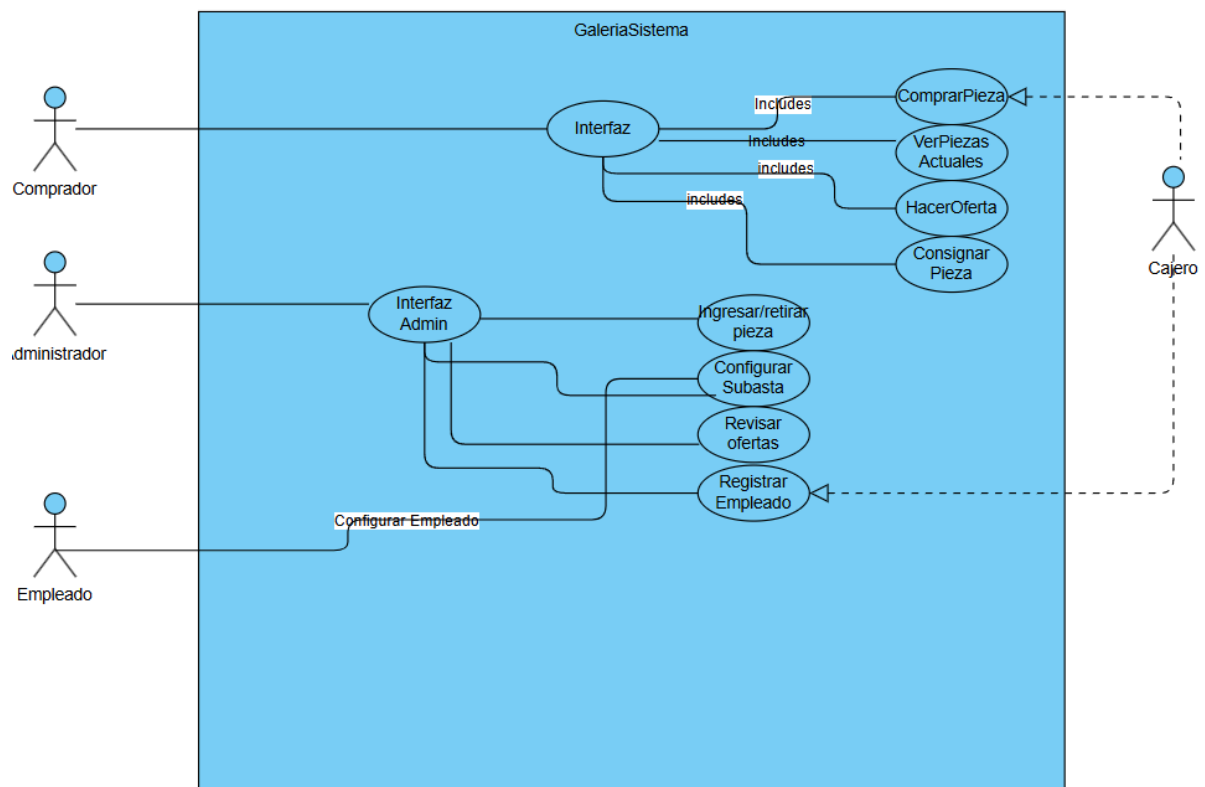 GaleriaSistema
Comprador
Interfaz
Includes
ComprarPieza
Includes
VerPiezas
Actuales
includes
HacerOferta
includes
Consignar
Pieza
Cajero
dministrador
Interfaz
Admin
Ingresar/retirar
pieza
Configurar
Subasta
Revisar
ofertas
Registrar
Empleado
Configurar Empleado
Empleado